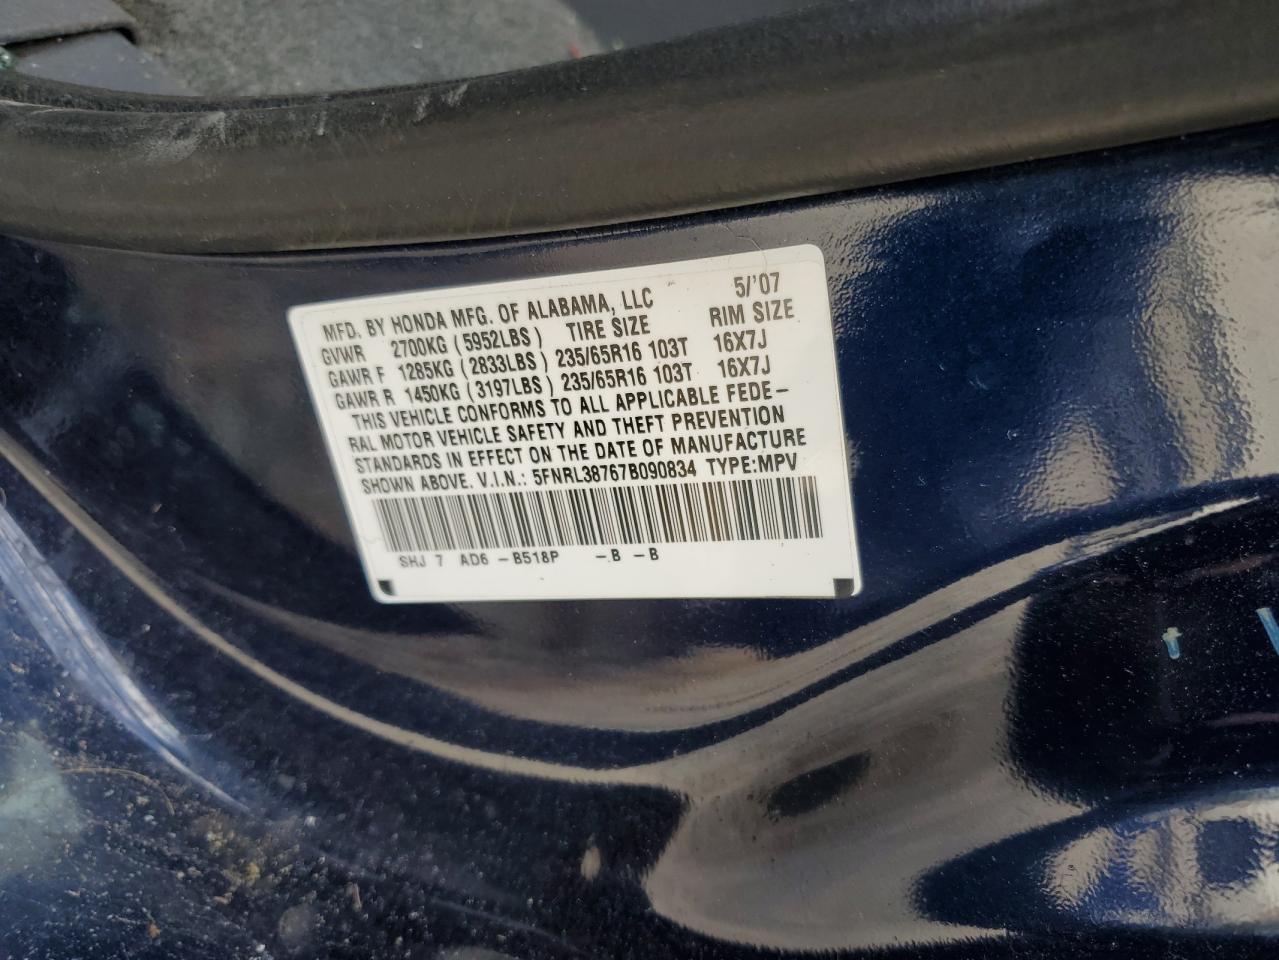 MFD. BY HONDA MFG. OF ALABAMA, LLC 5/'07
GVWR 2700KG (5952LBS) TIRE SIZE RIM SIZE
GAWR F 1285KG (2833LBS) 235/65R16 103T 16X7J
GAWR R 1450KG (3197LBS) 235/65R16 103T 16X7J
THIS VEHICLE CONFORMS TO ALL APPLICABLE FEDE-
RAL MOTOR VEHICLE SAFETY AND THEFT PREVENTION
STANDARDS IN EFFECT ON THE DATE OF MANUFACTURE
SHOWN ABOVE. V.I.N.: 5FNRL38767B090834 TYPE:MPV
SHJ 7 AD6 -B518P -B -B